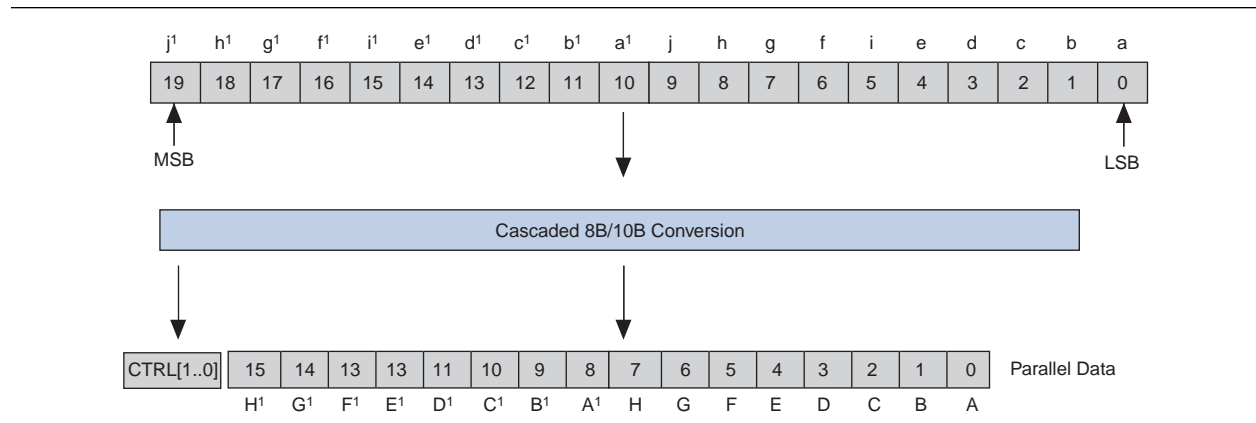 j¹ h¹ g¹ f¹ i¹ e¹ d¹ c¹ b¹ a¹ j h g f i e d c b a
19 18 17 16 15 14 13 12 11 10 9 8 7 6 5 4 3 2 1 0
MSB LSB
Cascaded 8B/10B Conversion
CTRL[1..0] 15 14 13 13 11 10 9 8 7 6 5 4 3 2 1 0 Parallel Data
H¹ G¹ F¹ E¹ D¹ C¹ B¹ A¹ H G F E D C B A